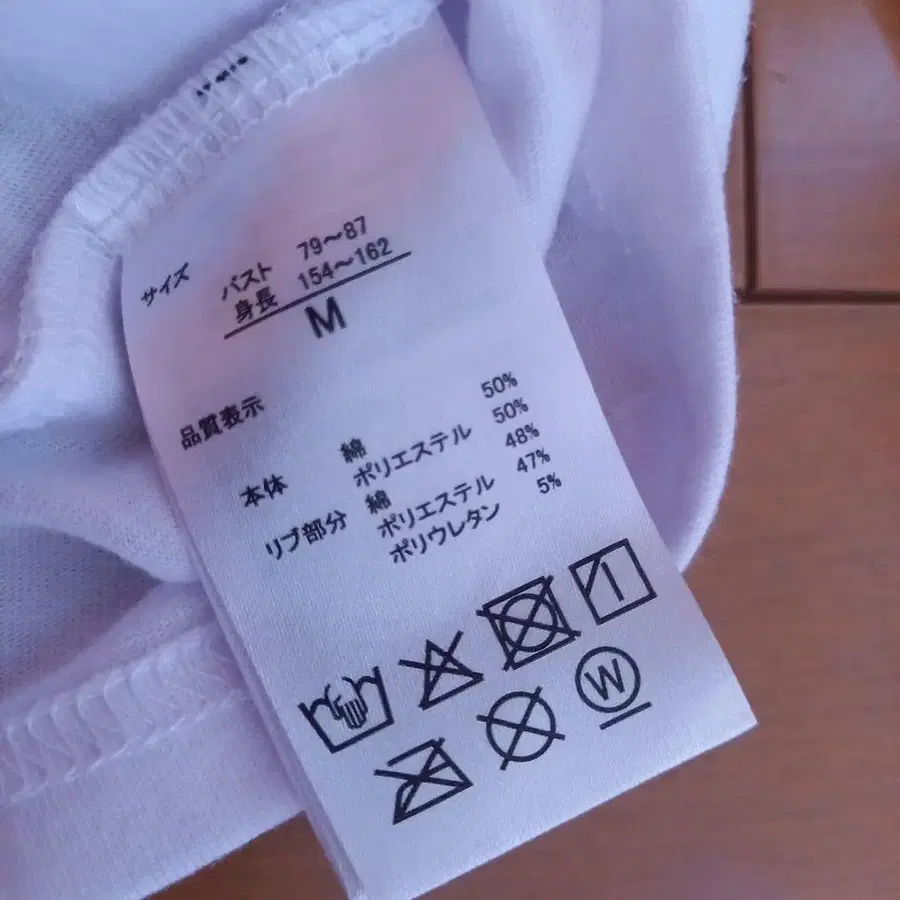 サイズ
バスト 79～87
身長 154～162
M
品質表示
本体 綿 50%
ポリエステル 50%
リブ部分 綿 48%
ポリエステル 47%
ポリウレタン 5%
W